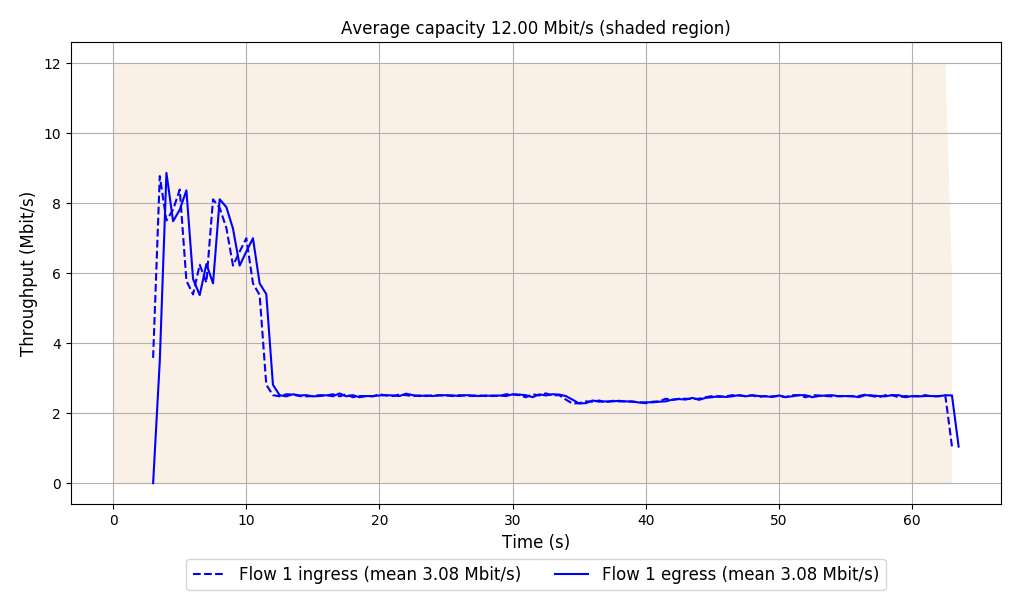 Average capacity 12.00 Mbit/s (shaded region)
Throughput (Mbit/s)
12
10
8
6
4
2
0
0 10 20 30 40 50 60
Time (s)
Flow 1 ingress (mean 3.08 Mbit/s) Flow 1 egress (mean 3.08 Mbit/s)